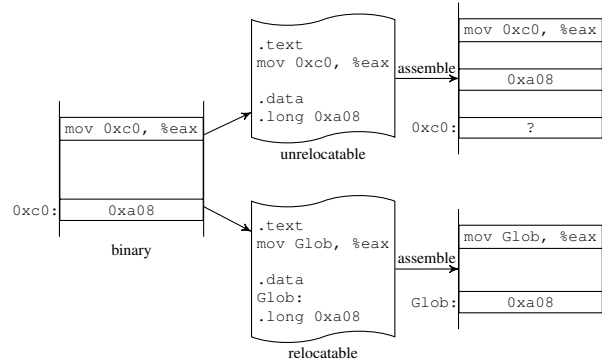 mov 0xc0, %eax
0xc0:
0xa08
binary
.text
mov 0xc0, %eax
.data
.long 0xa08
unrelocatable
assemble
mov 0xc0, %eax
0xa08
0xc0:
?
.text
mov Glob, %eax
.data
Glob:
.long 0xa08
relocatable
assemble
mov Glob, %eax
Glob:
0xa08